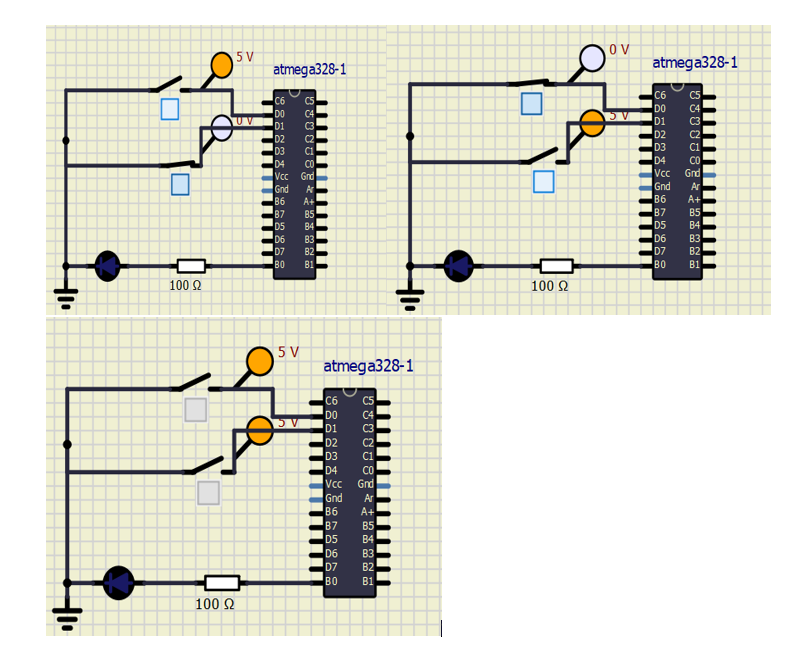 5 V
atmega328-1
0 V
C6 C5
D0 C4
D1 C3
D2 C2
D3 C1
D4 C0
Vcc Gnd
Gnd Ar
B6 A+
B7 B5
D5 B4
D6 B3
D7 B2
B0 B1
100 Ω
0 V
atmega328-1
5 V
C6 C5
D0 C4
D1 C3
D2 C2
D3 C1
D4 C0
Vcc Gnd
Gnd Ar
B6 A+
B7 B5
D5 B4
D6 B3
D7 B2
B0 B1
100 Ω
5 V
atmega328-1
5 V
C6 C5
D0 C4
D1 C3
D2 C2
D3 C1
D4 C0
Vcc Gnd
Gnd Ar
B6 A+
B7 B5
D5 B4
D6 B3
D7 B2
B0 B1
100 Ω